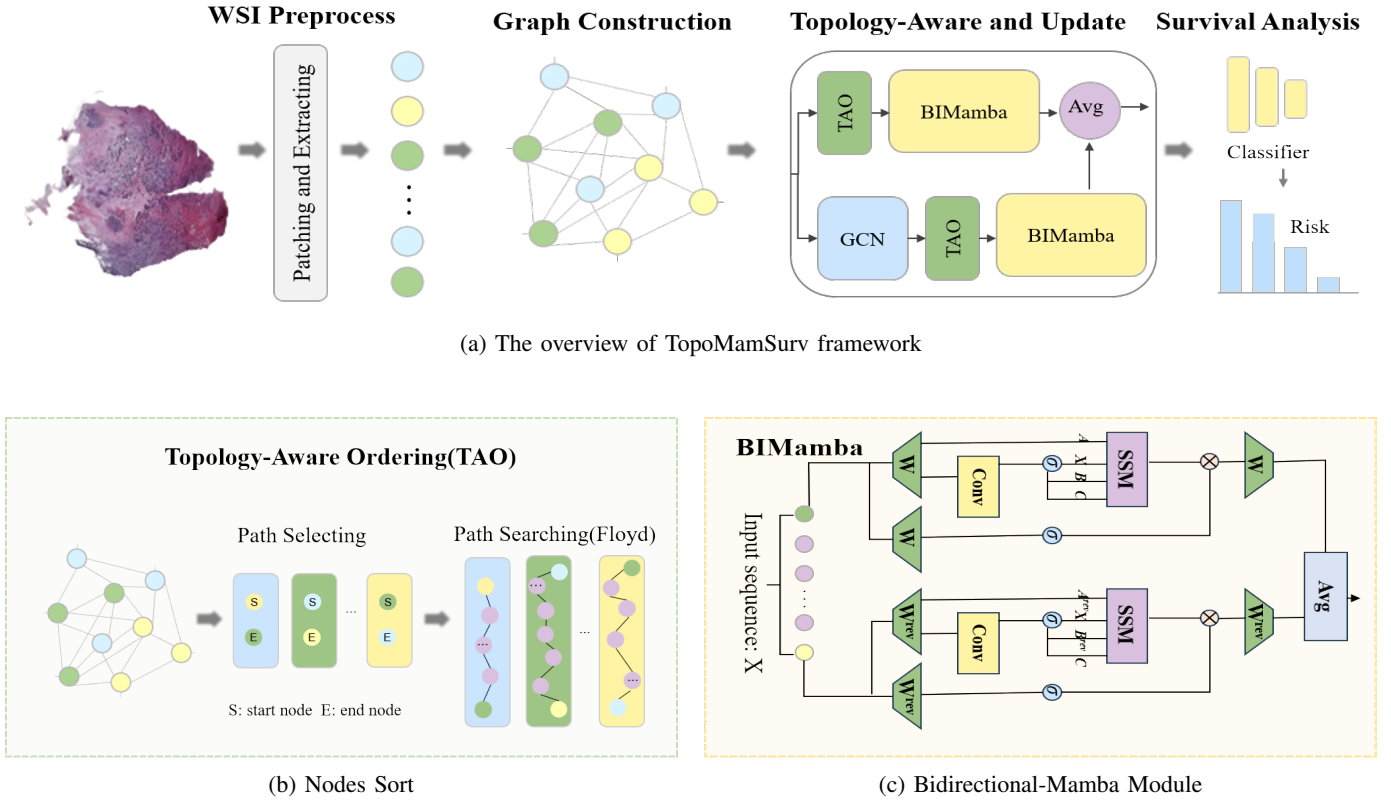 WSI Preprocess
Graph Construction
Topology-Aware and Update
Survival Analysis
Patching and Extracting
TAO
BIMamba
Avg
GCN
TAO
BIMamba
Classifier
Risk
(a) The overview of TopoMamSurv framework
Topology-Aware Ordering(TAO)
Path Selecting
Path Searching(Floyd)
S
E
S
E
...
S
E
...
...
...
...
S: start node E: end node
(b) Nodes Sort
BIMamba
Input sequence: X
...
W
W
Conv
σ
σ
A
X
B
C
SSM
W
Wrev
Wrev
Conv
σ
σ
Arev
X
Brev
C
SSM
Wrev
Avg
(c) Bidirectional-Mamba Module